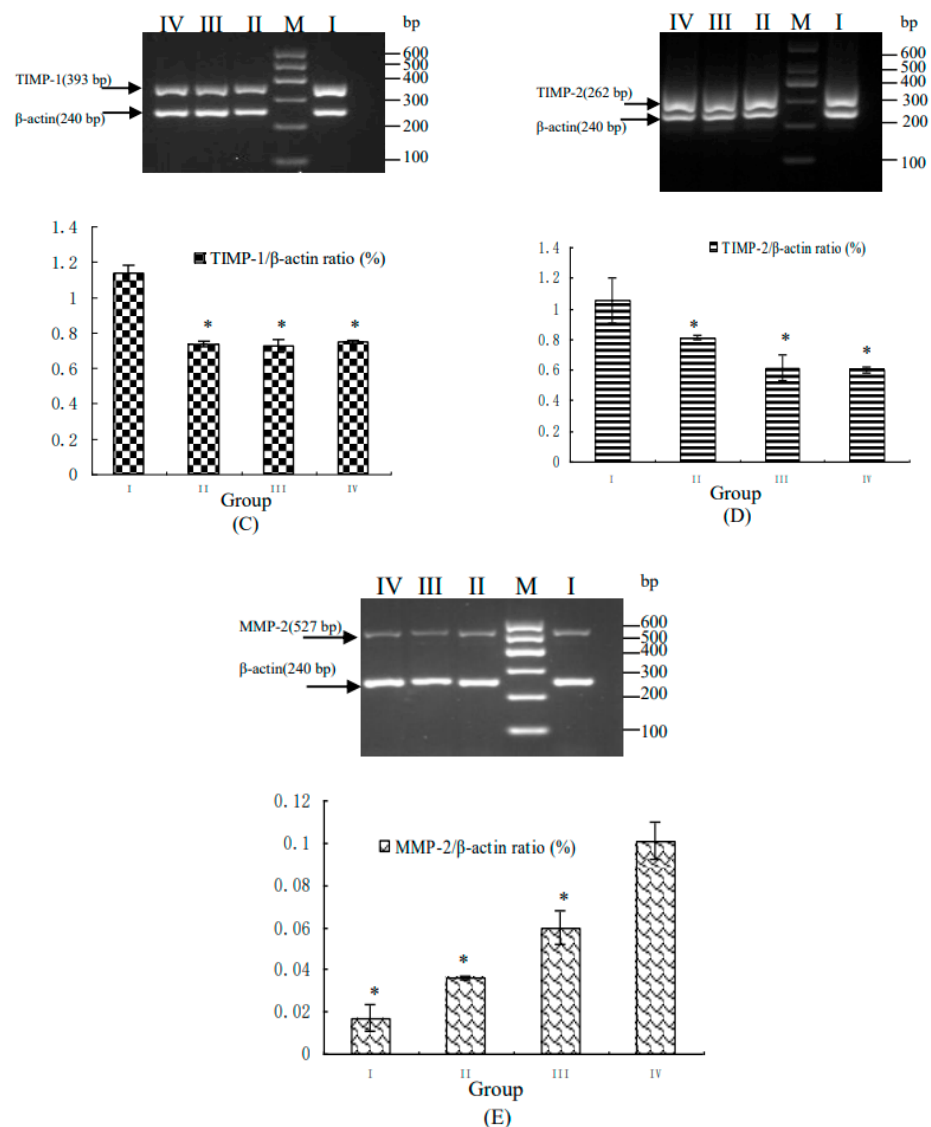 IV III II M I bp
TIMP-1(393 bp)
β-actin(240 bp)
600
500
400
300
200
100
IV III II M I bp
TIMP-2(262 bp)
β-actin(240 bp)
600
500
400
300
200
100
1.4
1.2
1
0.8
0.6
0.4
0.2
0
TIMP-1/β-actin ratio (%)
* * *
I II III IV
Group
(C)
1.4
1.2
1
0.8
0.6
0.4
0.2
0
TIMP-2/β-actin ratio (%)
* * *
I II III IV
Group
(D)
IV III II M I bp
MMP-2(527 bp)
β-actin(240 bp)
600
500
400
300
200
100
0.12
0.1
0.08
0.06
0.04
0.02
0
MMP-2/β-actin ratio (%)
* * *
I II III IV
Group
(E)